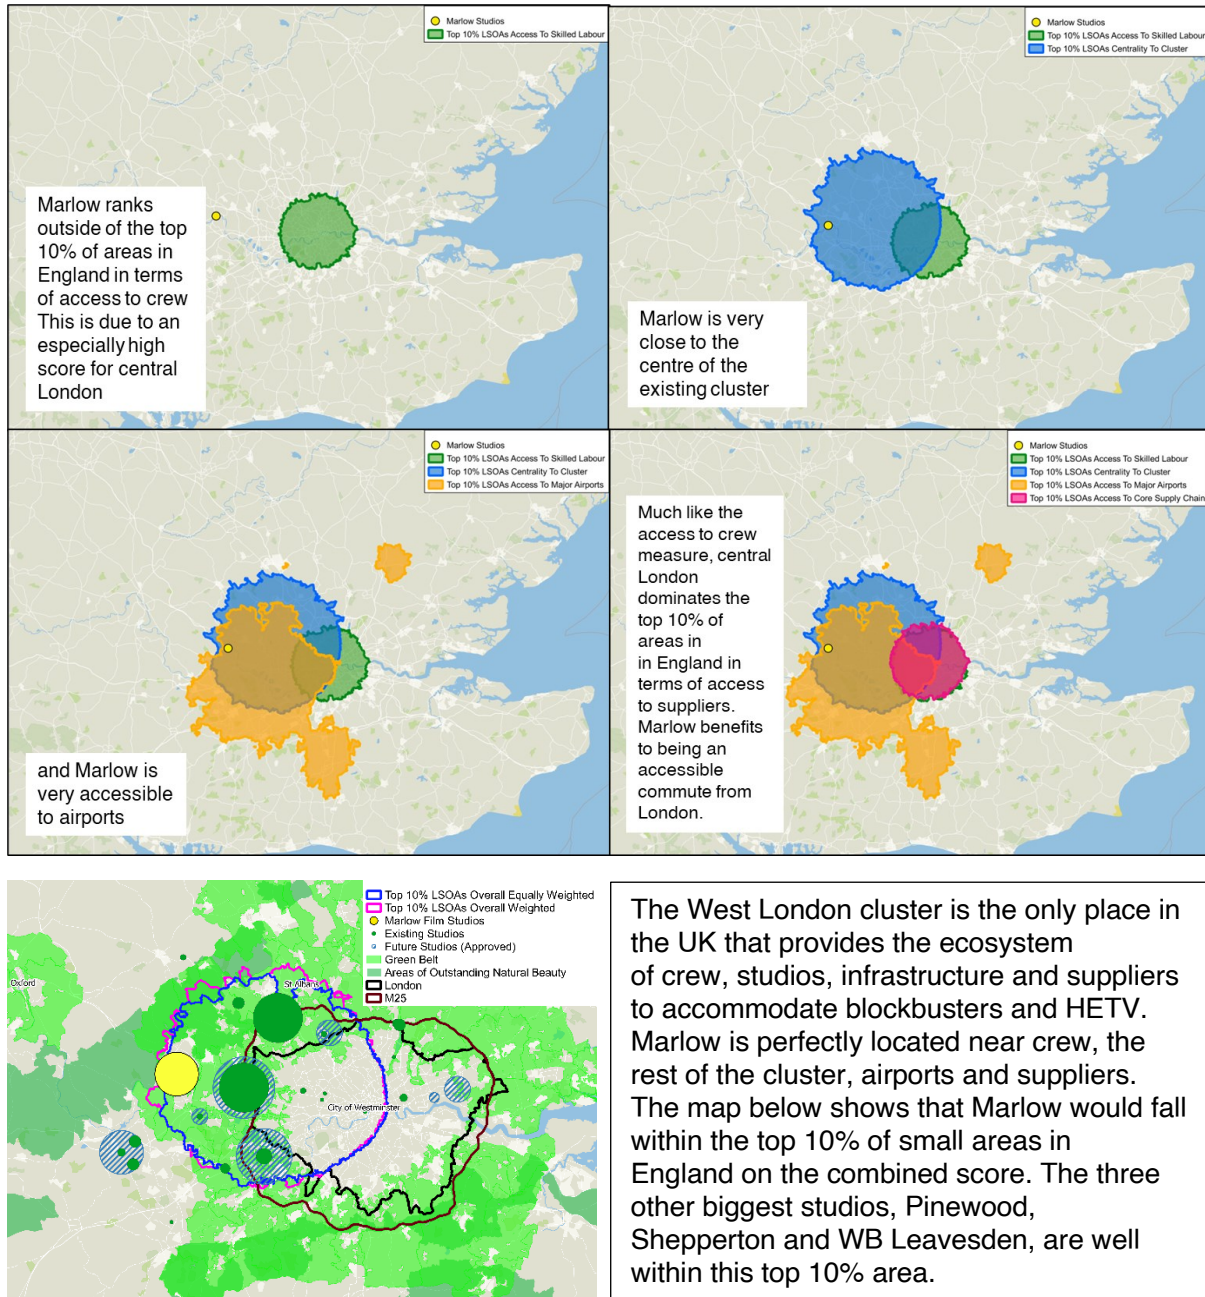 Marlow Studios
Top 10% LSOAs Access To Skilled Labour
Marlow ranks
outside of the top
10% of areas in
England in terms
of access to crew
This is due to an
especially high
score for central
London
Marlow Studios
Top 10% LSOAs Access To Skilled Labour
Top 10% LSOAs Centrality To Cluster
Marlow is very
close to the
centre of the
existing cluster
Marlow Studios
Top 10% LSOAs Access To Skilled Labour
Top 10% LSOAs Centrality To Cluster
Top 10% LSOAs Access To Major Airports
and Marlow is
very accessible
to airports
Marlow Studios
Top 10% LSOAs Access To Skilled Labour
Top 10% LSOAs Centrality To Cluster
Top 10% LSOAs Access To Major Airports
Top 10% LSOAs Access To Core Supply Chain
Much like the
access to crew
measure, central
London
dominates the
top 10% of
areas in
in England in
terms of access
to suppliers.
Marlow benefits
to being an
accessible
commute from
London.
Top 10% LSOAs Overall Equally Weighted
Top 10% LSOAs Overall Weighted
Marlow Film Studios
Existing Studios
Future Studios (Approved)
Green Belt
Areas of Outstanding Natural Beauty
London
M25
Oxford
St Albans
City of Westminster
The West London cluster is the only place in
the UK that provides the ecosystem
of crew, studios, infrastructure and suppliers
to accommodate blockbusters and HETV.
Marlow is perfectly located near crew, the
rest of the cluster, airports and suppliers.
The map below shows that Marlow would fall
within the top 10% of small areas in
England on the combined score. The three
other biggest studios, Pinewood,
Shepperton and WB Leavesden, are well
within this top 10% area.